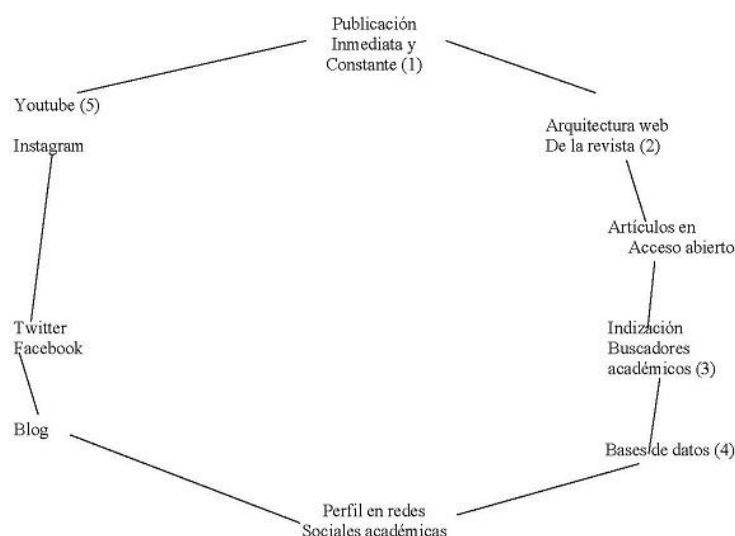 Publicación
Inmediata y
Constante (1)
Youtube (5)
Instagram
Arquitectura web
De la revista (2)
Artículos en
Acceso abierto
Twitter
Facebook
Indización
Buscadores
académicos (3)
Blog
Bases de datos (4)
Perfil en redes
Sociales académicas